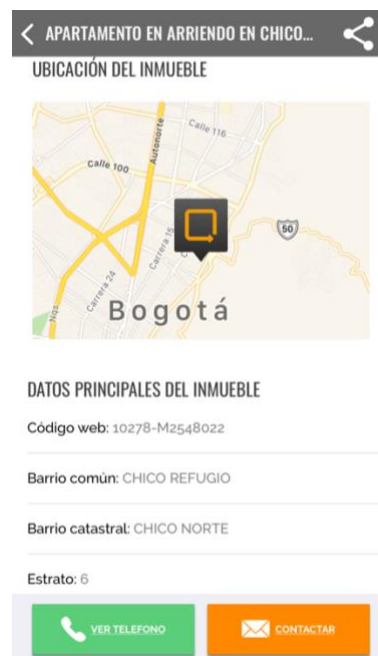 APARTAMENTO EN ARRIENDO EN CHICO...
UBICACIÓN DEL INMUEBLE
Calle 116
Autonorte
Calle 100
50
Carrera 15
Carrera 24
Nqs
Bogotá
DATOS PRINCIPALES DEL INMUEBLE
Código web: 10278-M2548022
Barrio común: CHICO REFUGIO
Barrio catastral: CHICO NORTE
Estrato: 6
VER TELEFONO
CONTACTAR